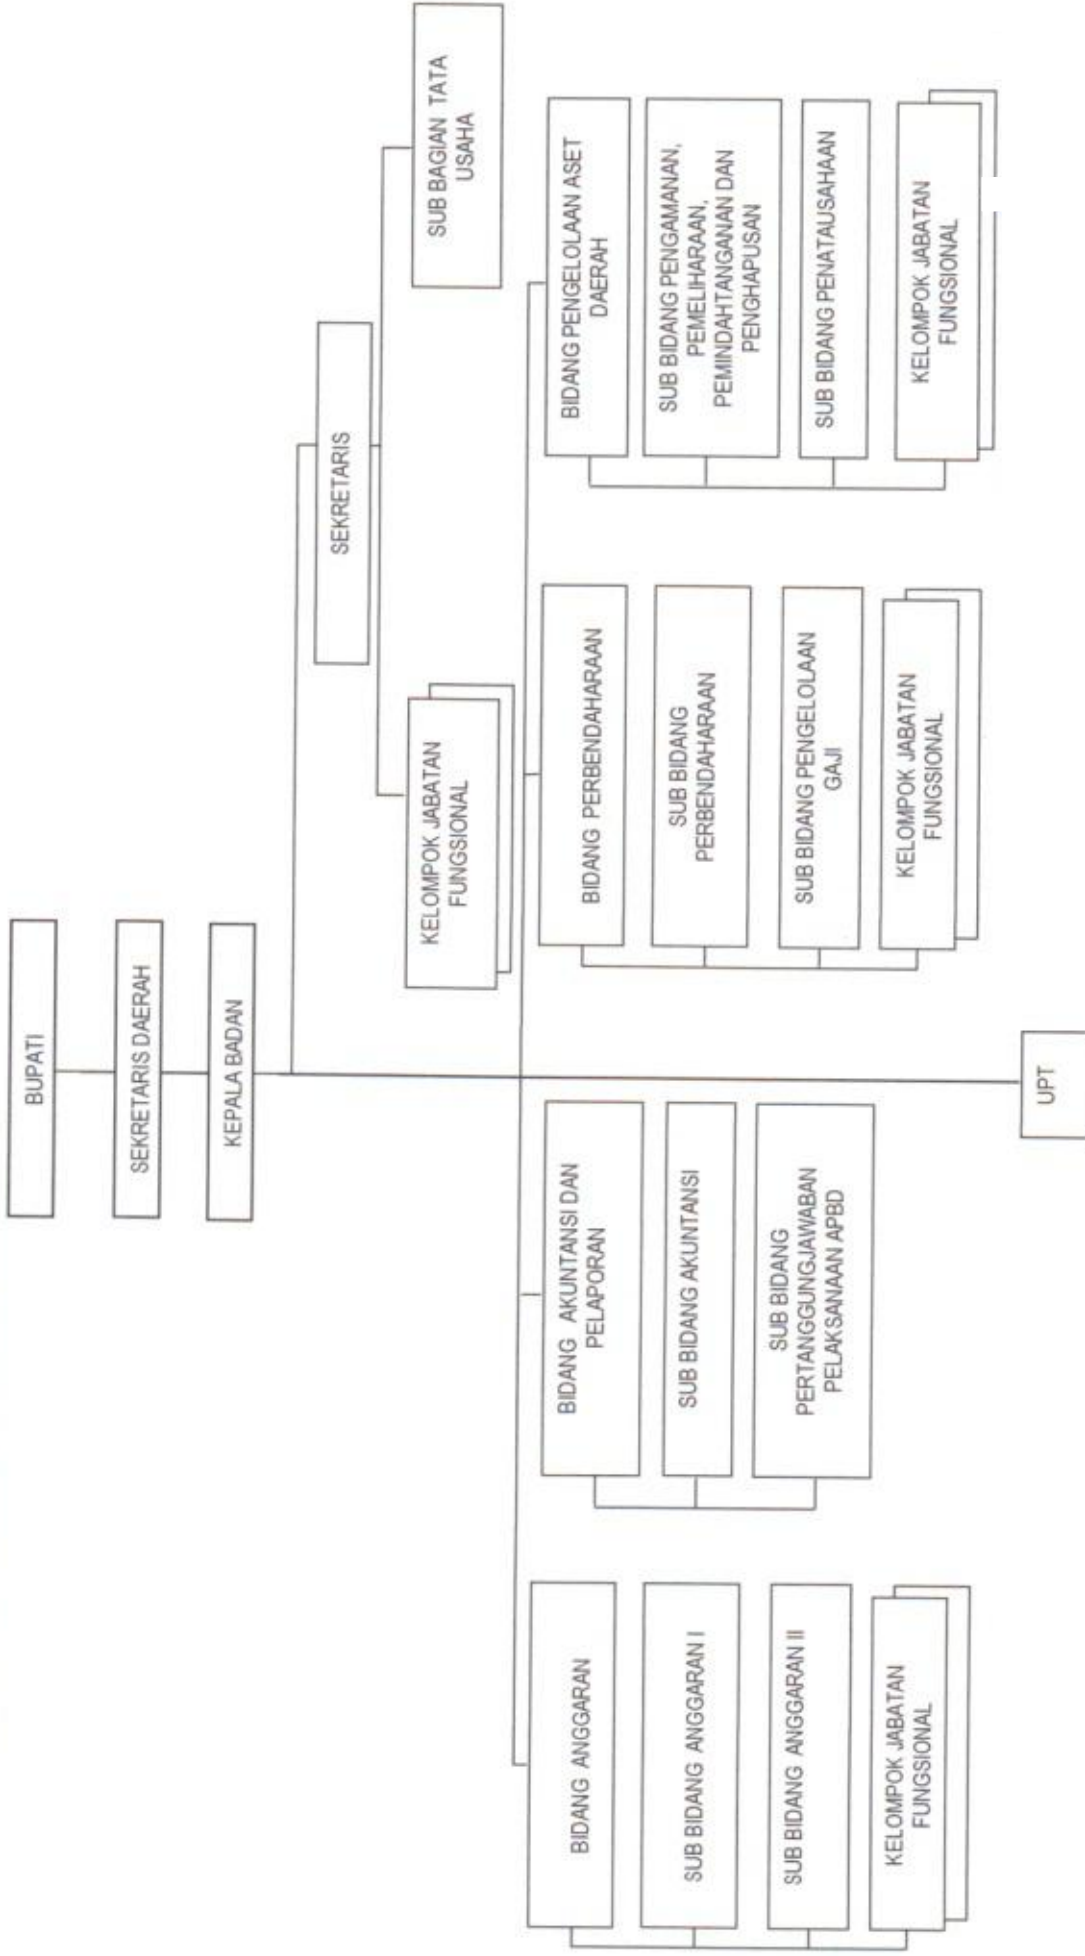 BUPATI
SEKRETARIS DAERAH
KEPALA BADAN
SEKRETARIS
KELOMPOK JABATAN
FUNGSIONAL
SUB BAGIAN TATA
USAHA
BIDANG ANGGARAN
SUB BIDANG ANGGARAN I
SUB BIDANG ANGGARAN II
KELOMPOK JABATAN
FUNGSIONAL
BIDANG AKUNTANSI DAN
PELAPORAN
SUB BIDANG AKUNTANSI
SUB BIDANG
PERTANGGUNGJAWABAN
PELAKSANAAN APBD
BIDANG PERBENDAHARAAN
SUB BIDANG
PERBENDAHARAAN
SUB BIDANG PENGELOLAAN
GAJI
KELOMPOK JABATAN
FUNGSIONAL
BIDANG PENGELOLAAN ASET
DAERAH
SUB BIDANG PENGAMANAN,
PEMELIHARAAN,
PEMINDAHTANGANAN DAN
PENGHAPUSAN
SUB BIDANG PENATAUSAHAAN
KELOMPOK JABATAN
FUNGSIONAL
UPT